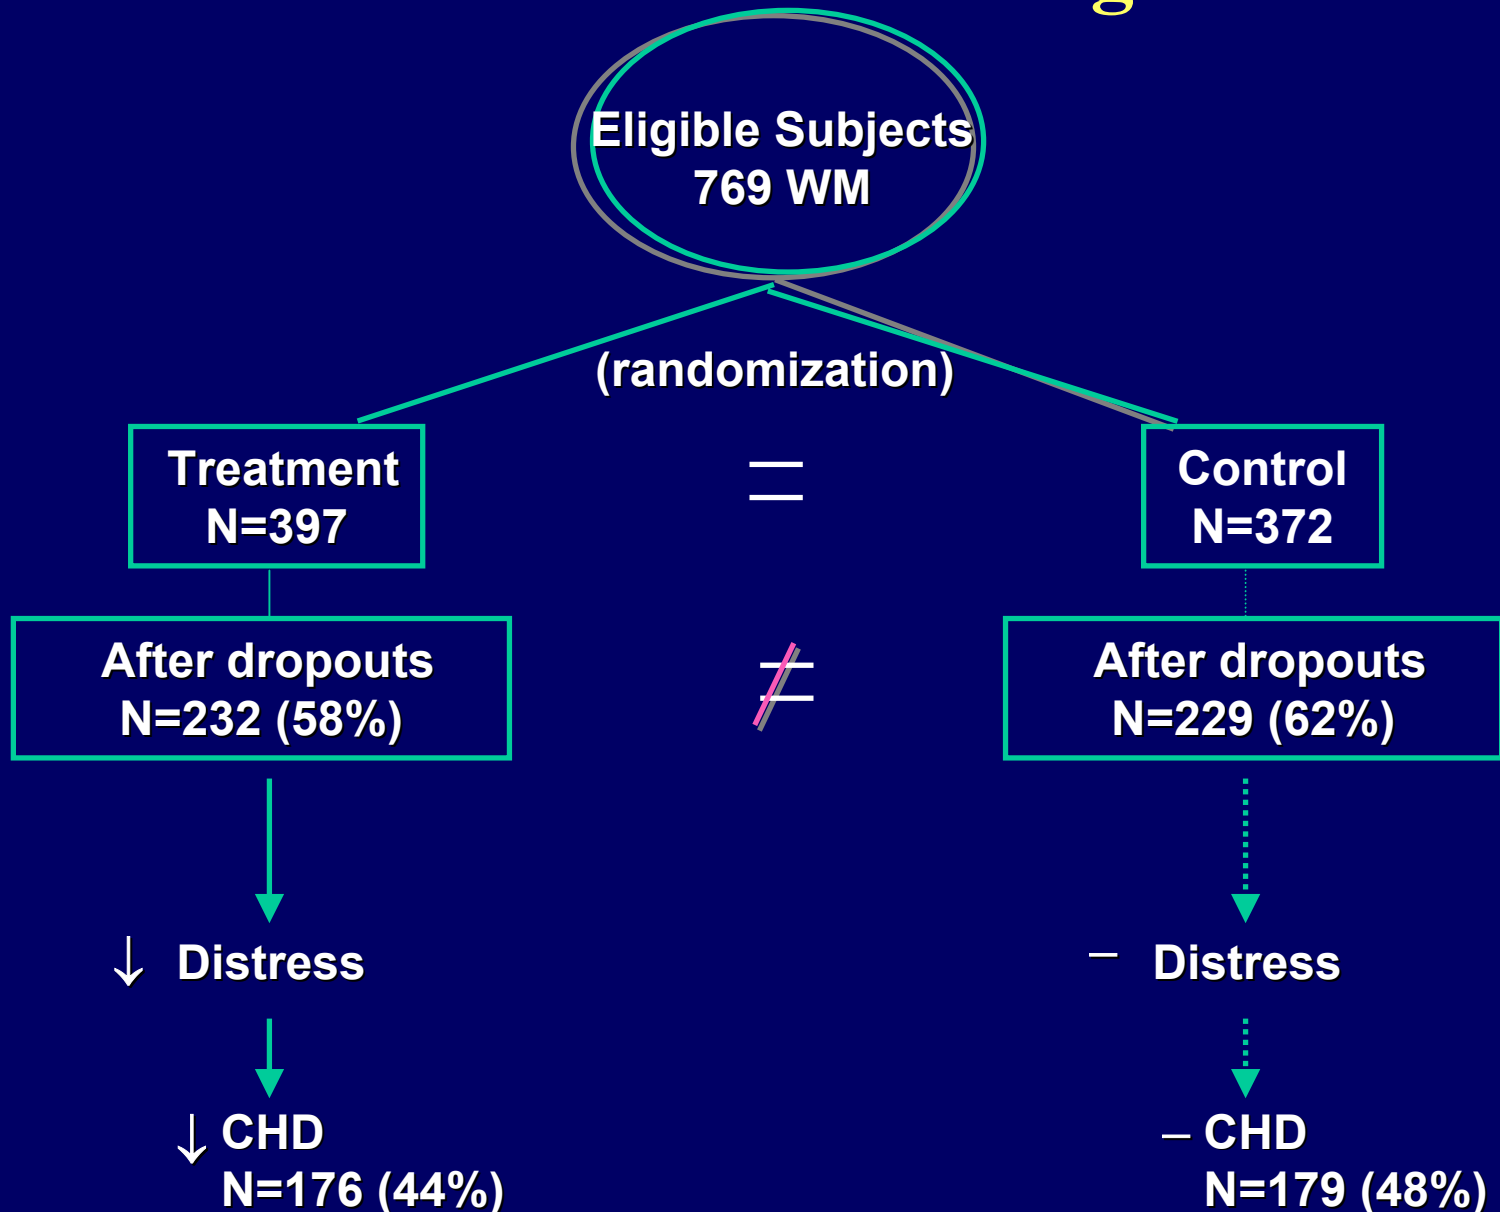 Eligible Subjects
769 WM
(randomization)
Treatment
N=397
=
Control
N=372
After dropouts
N=232 (58%)
≠
After dropouts
N=229 (62%)
↓ Distress
– Distress
↓ CHD
N=176 (44%)
– CHD
N=179 (48%)